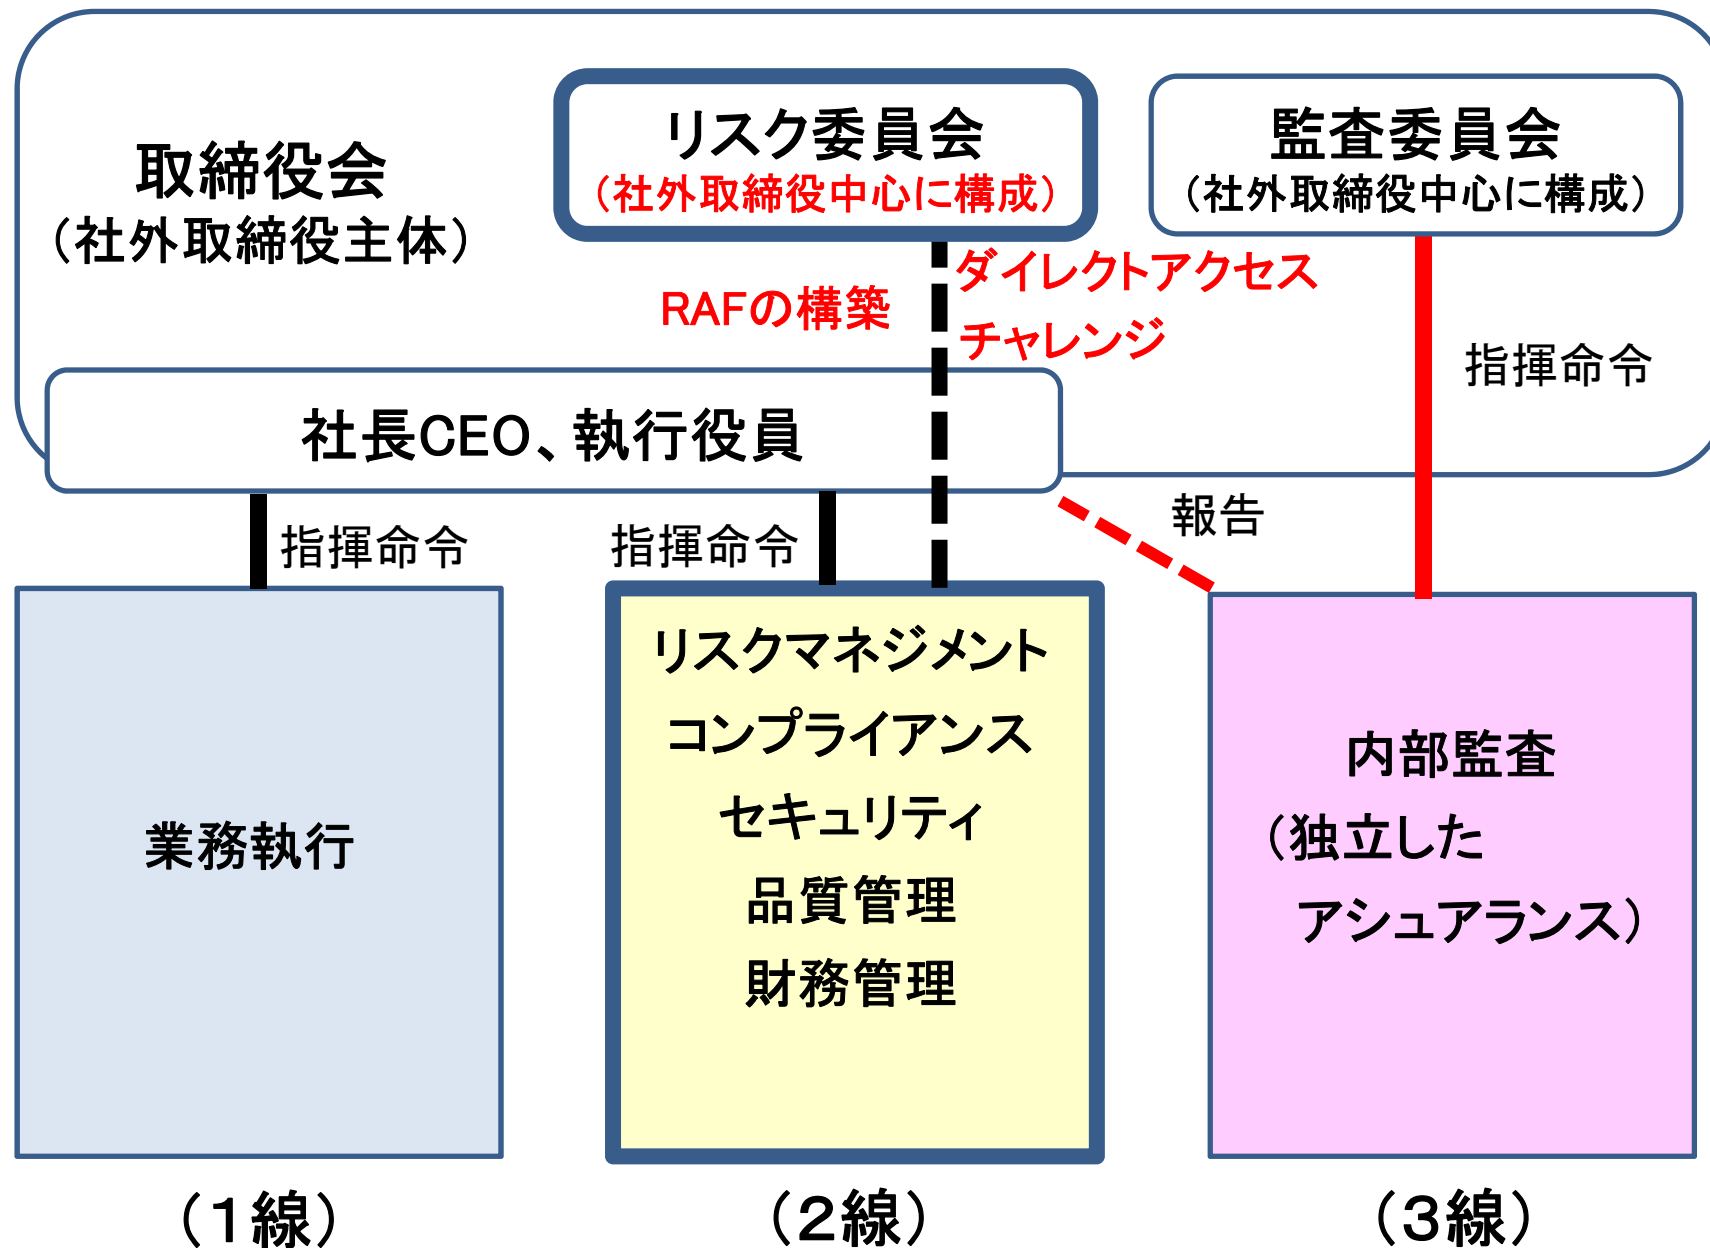 取締役会
（社外取締役主体）
リスク委員会
（社外取締役中心に構成）
監査委員会
（社外取締役中心に構成）
RAFの構築
ダイレクトアクセス
チャレンジ
指揮命令
社長CEO、執行役員
指揮命令
指揮命令
報告
業務執行
リスクマネジメント
コンプライアンス
セキュリティ
品質管理
財務管理
内部監査
（独立した
アシュアランス）
（１線）
（２線）
（３線）